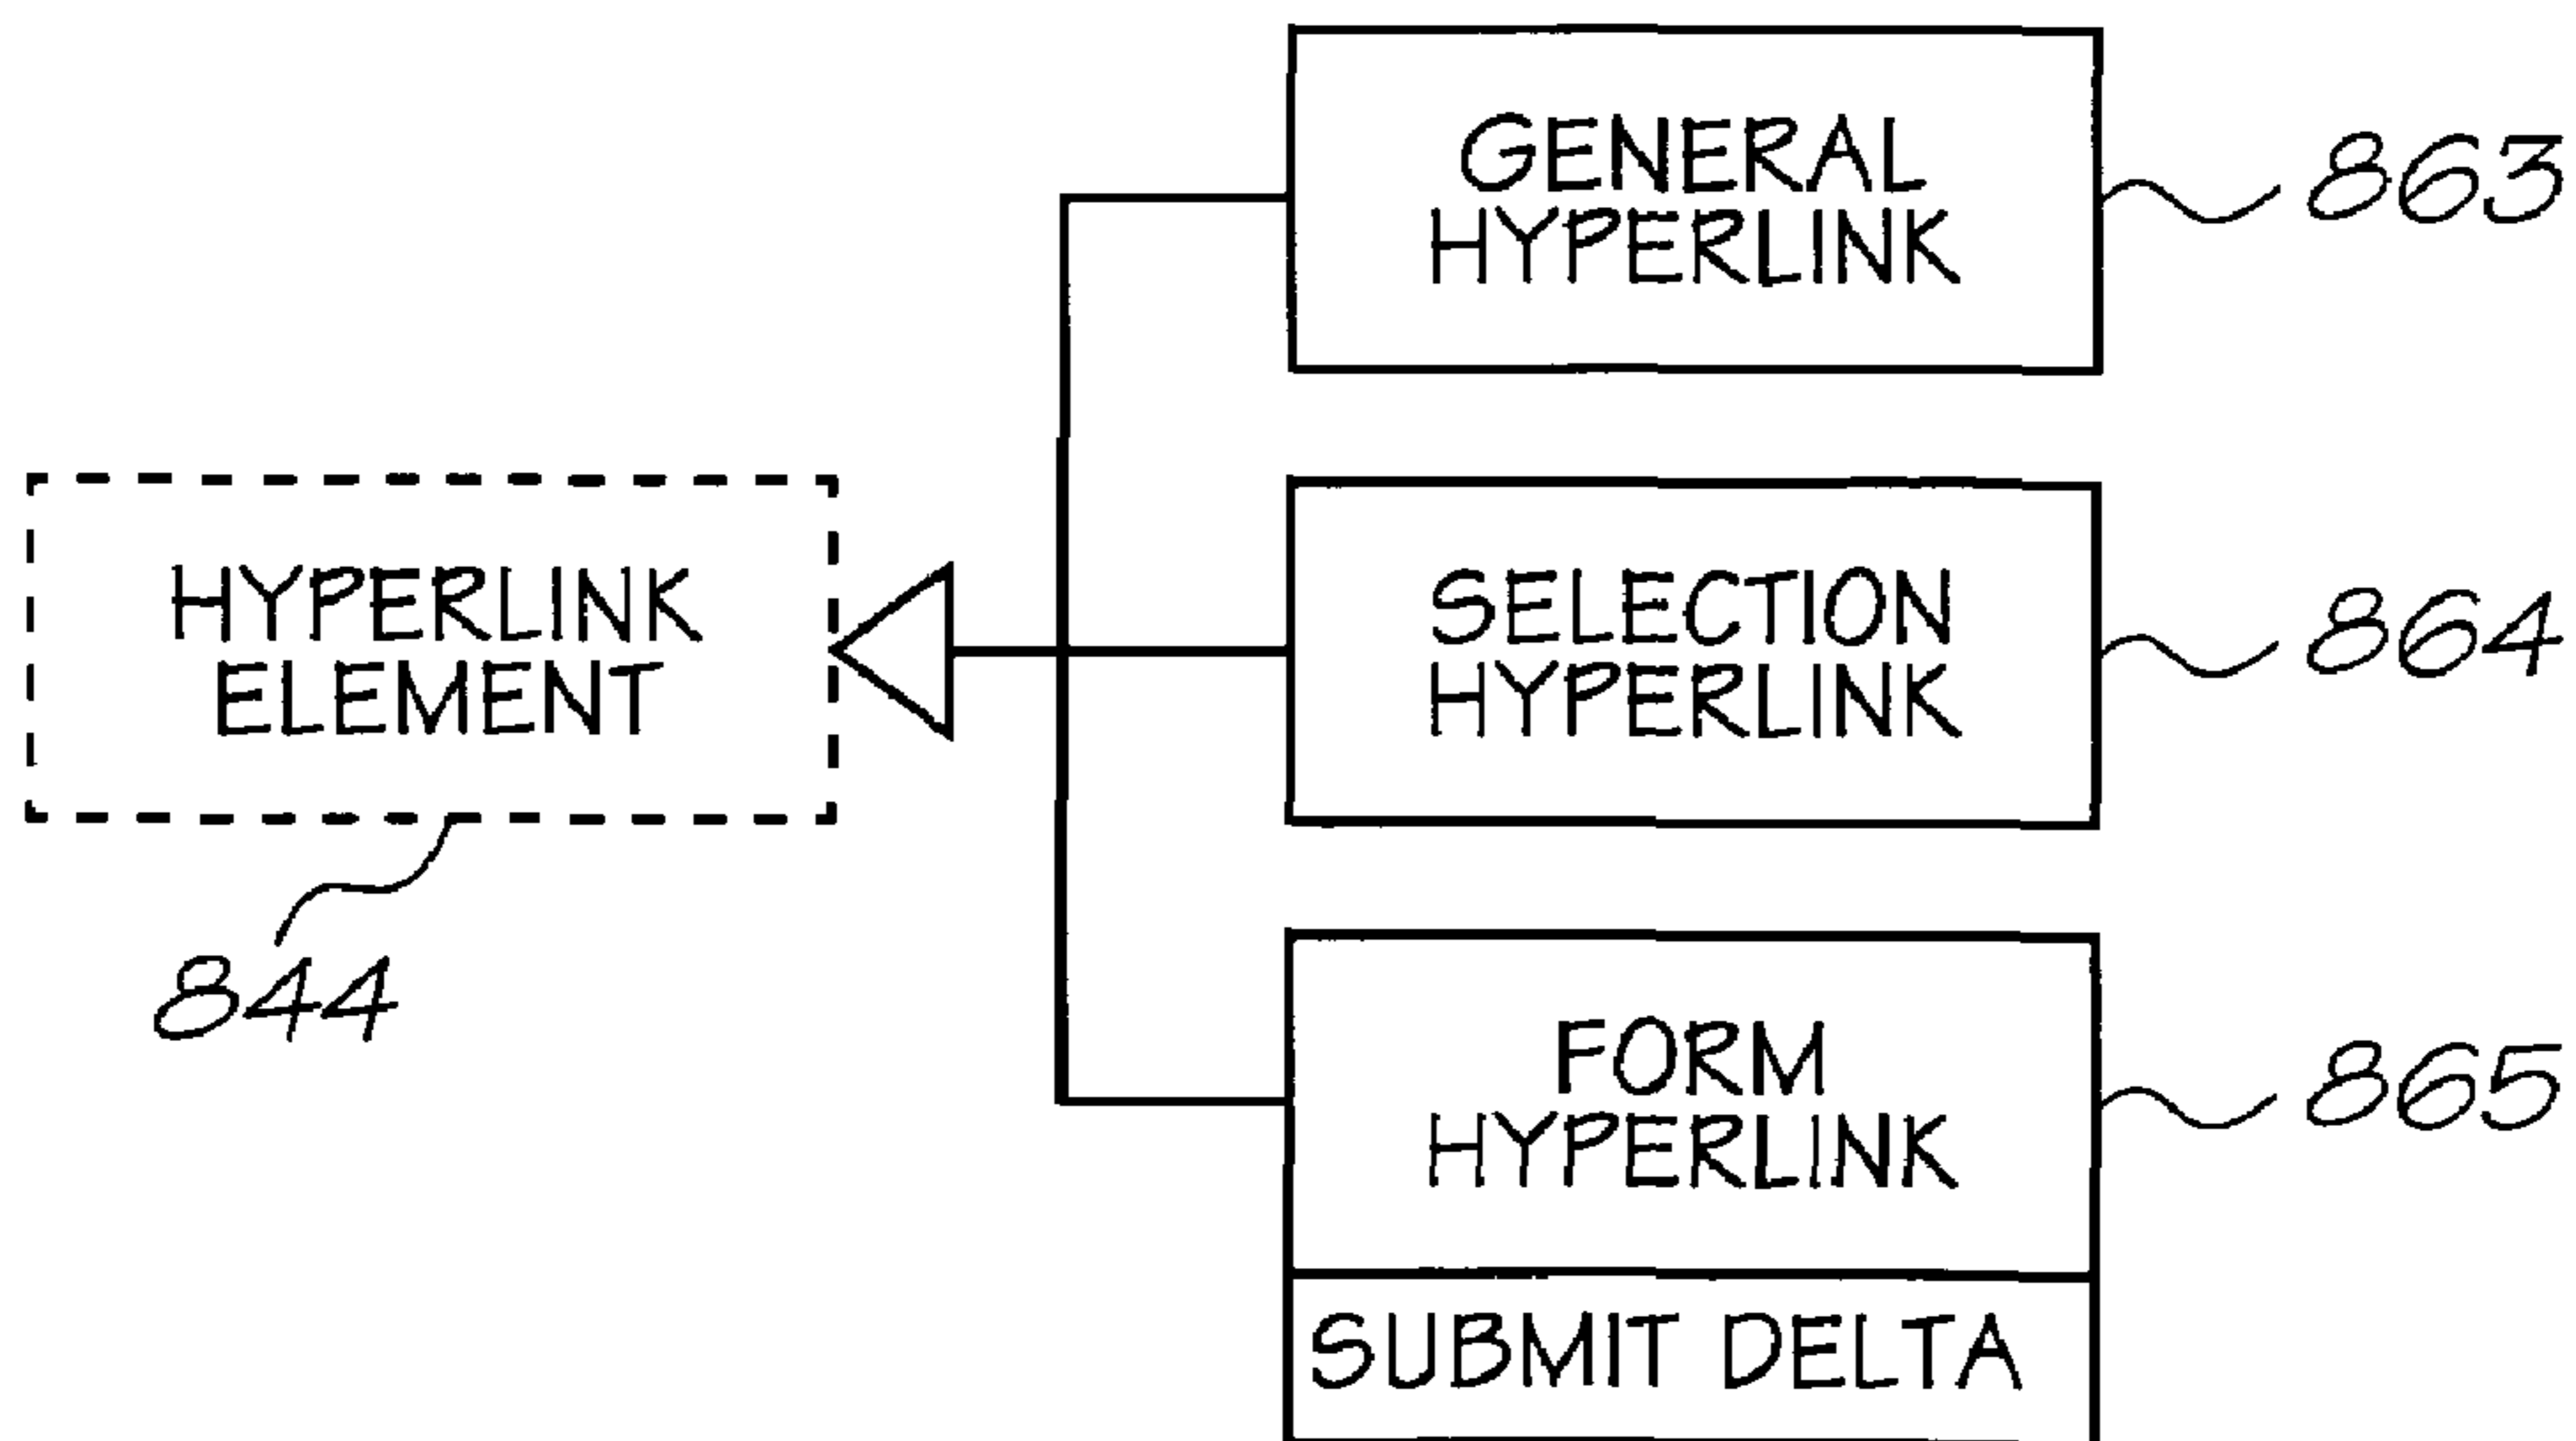 GENERAL
HYPERLINK
863
HYPERLINK
ELEMENT
844
SELECTION
HYPERLINK
864
FORM
HYPERLINK
865
SUBMIT DELTA